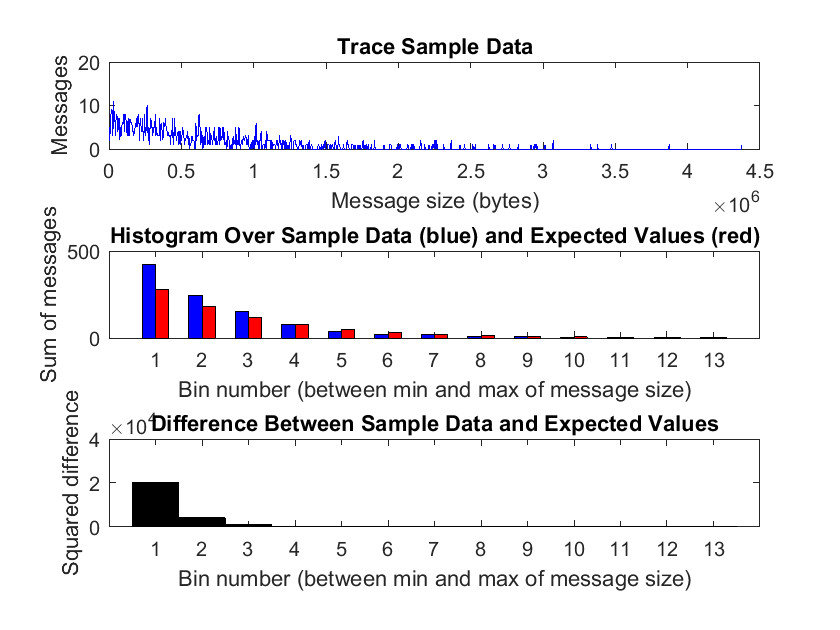 Trace Sample Data
Messages
20
10
0
0 0.5 1 1.5 2 2.5 3 3.5 4 4.5
Message size (bytes)
×10^6
Histogram Over Sample Data (blue) and Expected Values (red)
Sum of messages
500
0
1 2 3 4 5 6 7 8 9 10 11 12 13
Bin number (between min and max of message size)
×10^4
Difference Between Sample Data and Expected Values
Squared difference
4
2
0
1 2 3 4 5 6 7 8 9 10 11 12 13
Bin number (between min and max of message size)